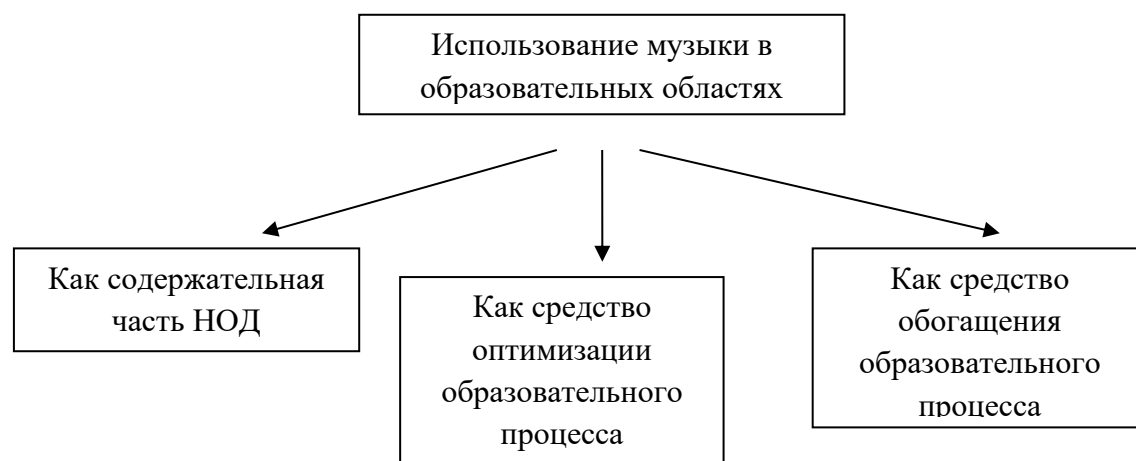 Использование музыки в
образовательных областях
Как содержательная
часть НОД
Как средство
оптимизации
образовательного
процесса
Как средство
обогащения
образовательного
процесса